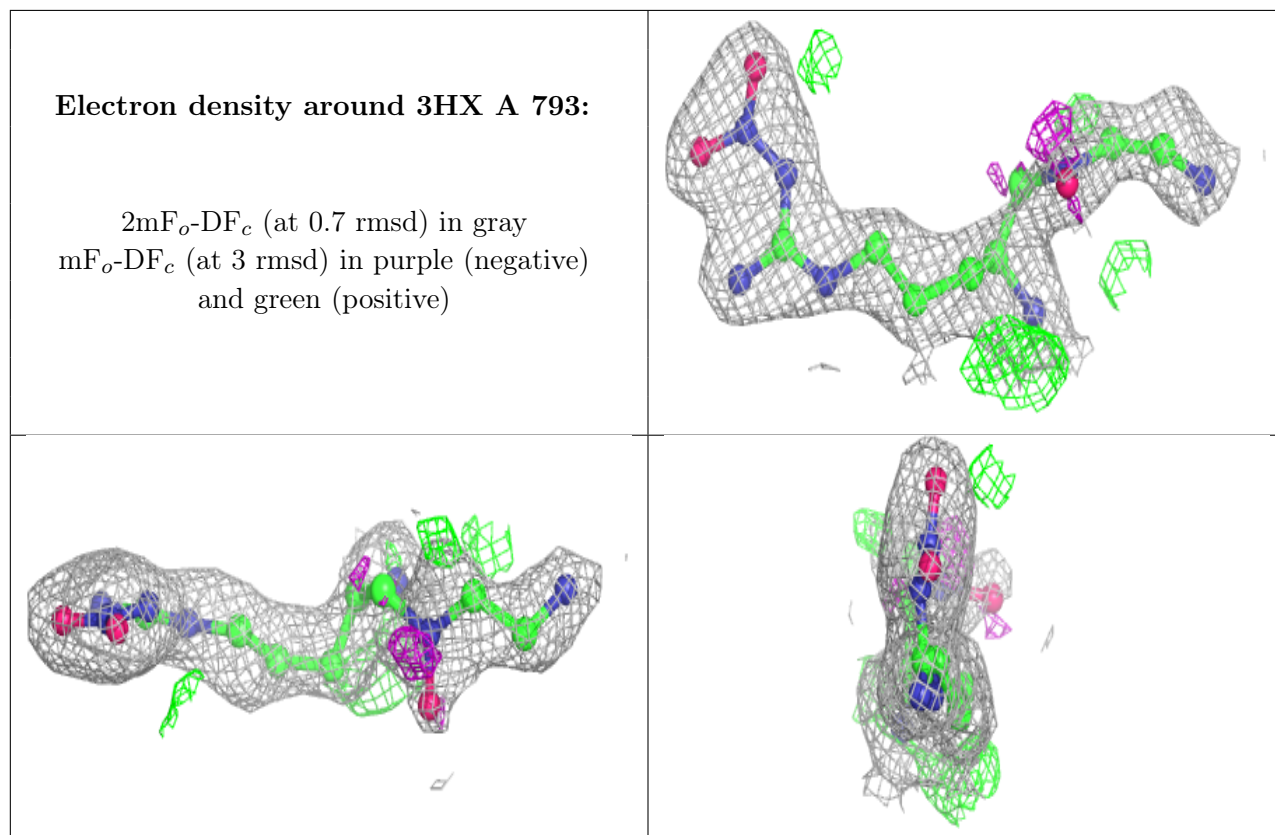 Electron density around 3HX A 793:
2mFo-DFc (at 0.7 rmsd) in gray
mFo-DFc (at 3 rmsd) in purple (negative)
and green (positive)